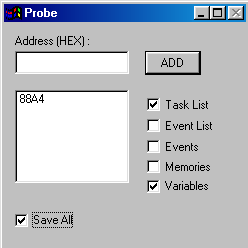 Probe
Address (HEX) :
ADD
88A4
Task List
Event List
Events
Memories
Variables
Save All